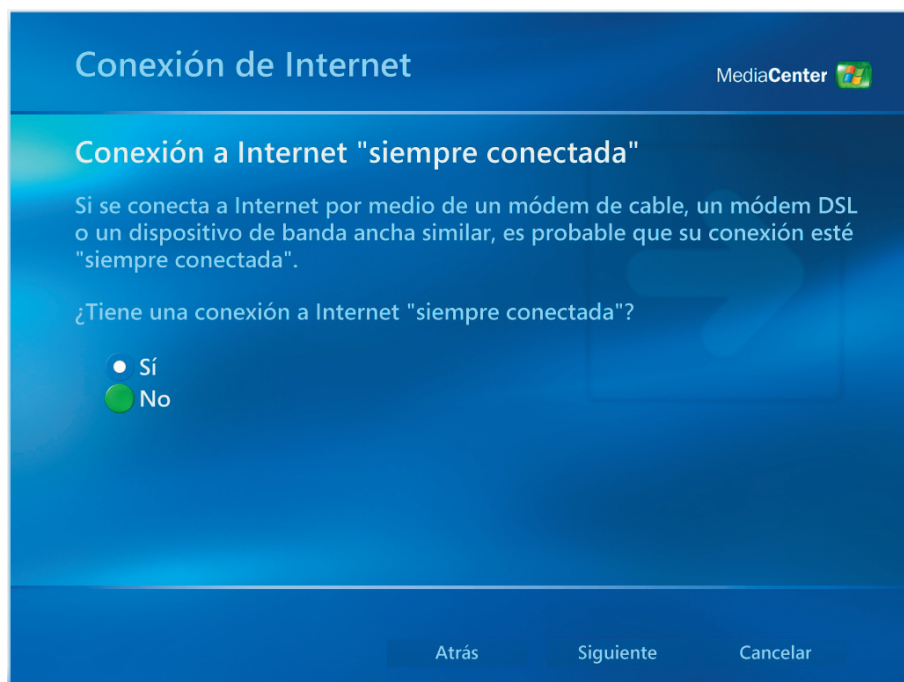 Conexión de Internet
MediaCenter
Conexión a Internet "siempre conectada"
Si se conecta a Internet por medio de un módem de cable, un módem DSL
o un dispositivo de banda ancha similar, es probable que su conexión esté
"siempre conectada".
¿Tiene una conexión a Internet "siempre conectada"?
Sí
No
Atrás Siguiente Cancelar